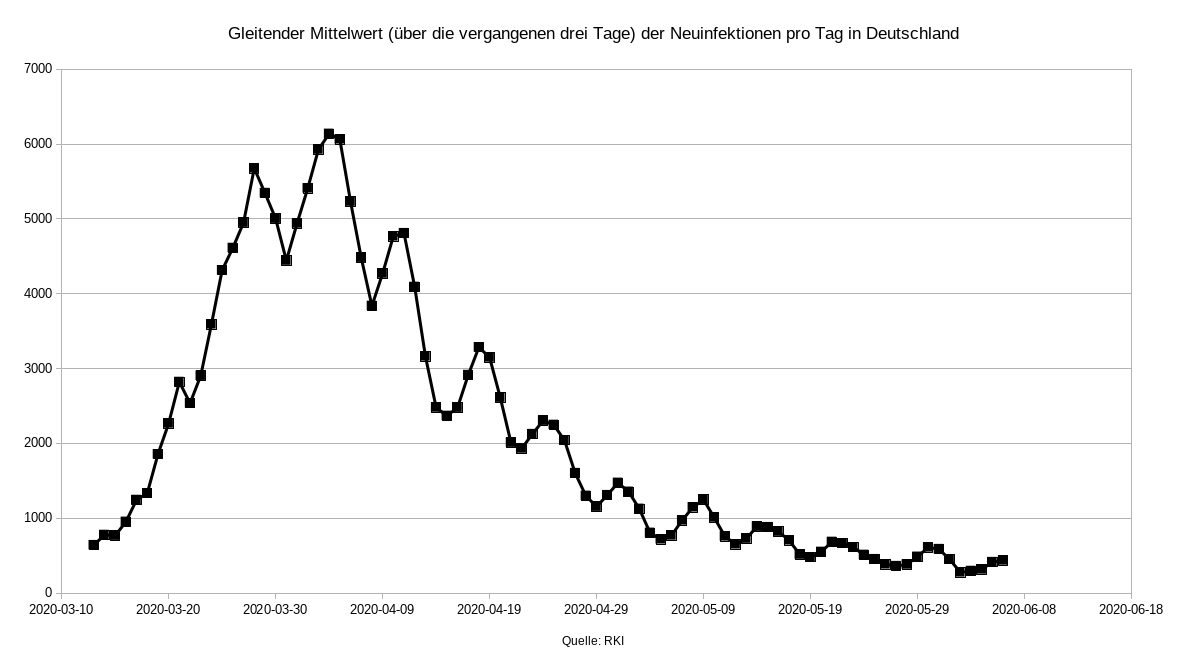 Gleitender Mittelwert (über die vergangenen drei Tage) der Neuinfektionen pro Tag in Deutschland
7000
6000
5000
4000
3000
2000
1000
0
2020-03-10 2020-03-20 2020-03-30 2020-04-09 2020-04-19 2020-04-29 2020-05-09 2020-05-19 2020-05-29 2020-06-08 2020-06-18
Quelle: RKI